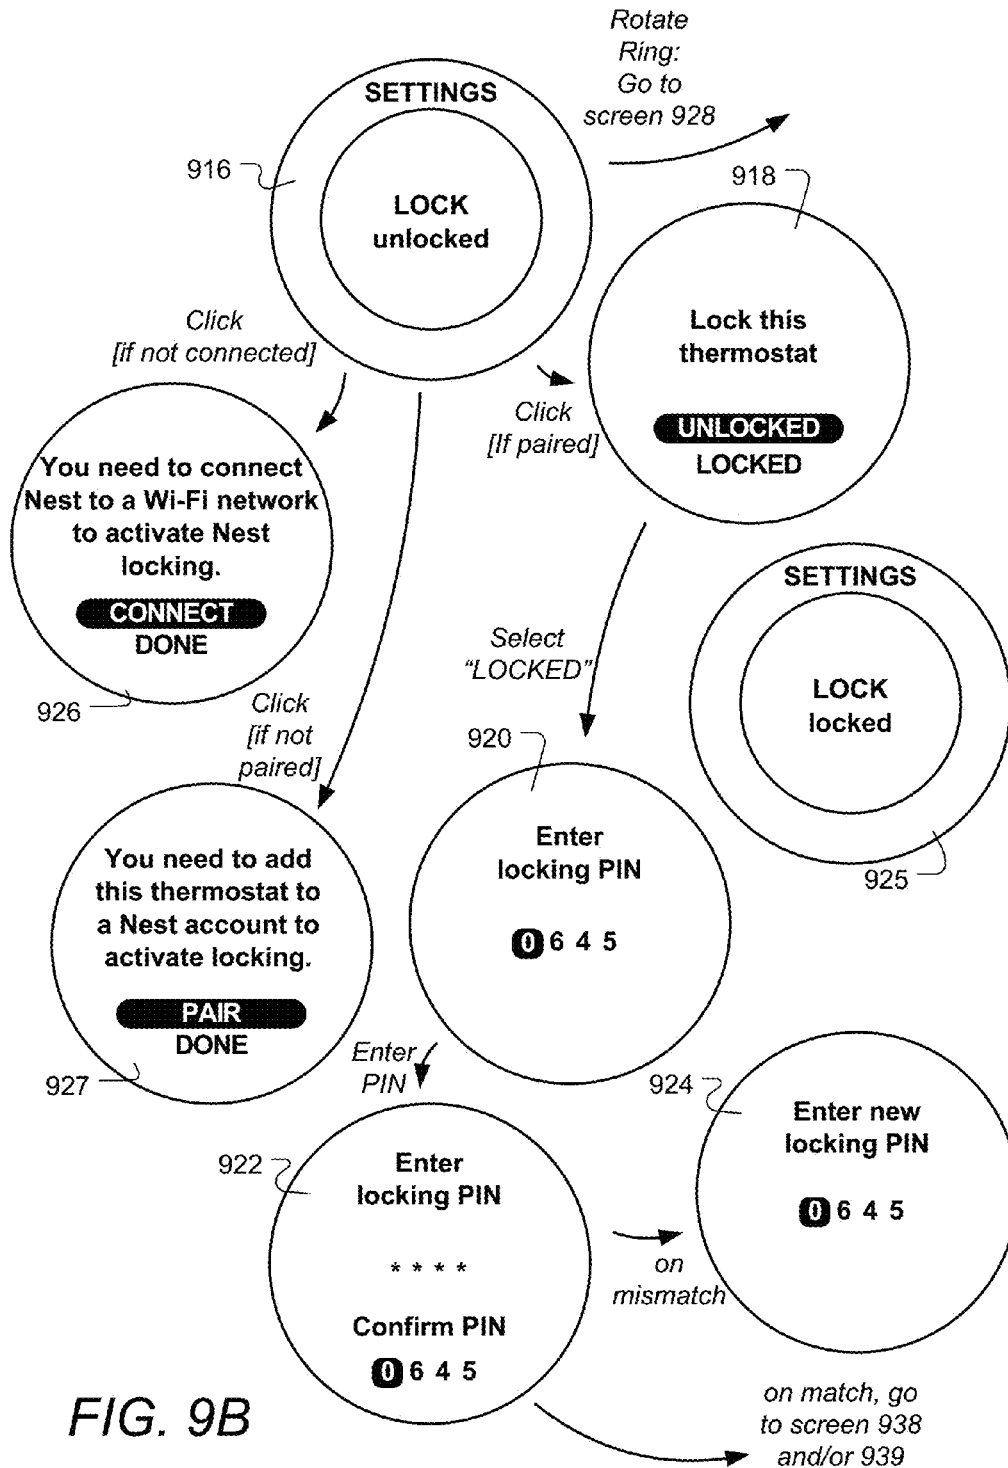 Rotate
Ring:
Go to
screen 928
SETTINGS
916
LOCK
unlocked
918
Click
[if not connected]
Lock this
thermostat
UNLOCKED
LOCKED
Click
[If paired]
You need to connect
Nest to a Wi-Fi network
to activate Nest
locking.
CONNECT
DONE
926
SETTINGS
LOCK
locked
925
Select
“LOCKED”
Click
[if not
paired]
920
Enter
locking PIN
0 6 4 5
You need to add
this thermostat to
a Nest account to
activate locking.
PAIR
DONE
927
Enter
PIN
922
Enter
locking PIN
* * * *
Confirm PIN
0 6 4 5
924
Enter new
locking PIN
0 6 4 5
on
mismatch
on match, go
to screen 938
and/or 939
FIG. 9B